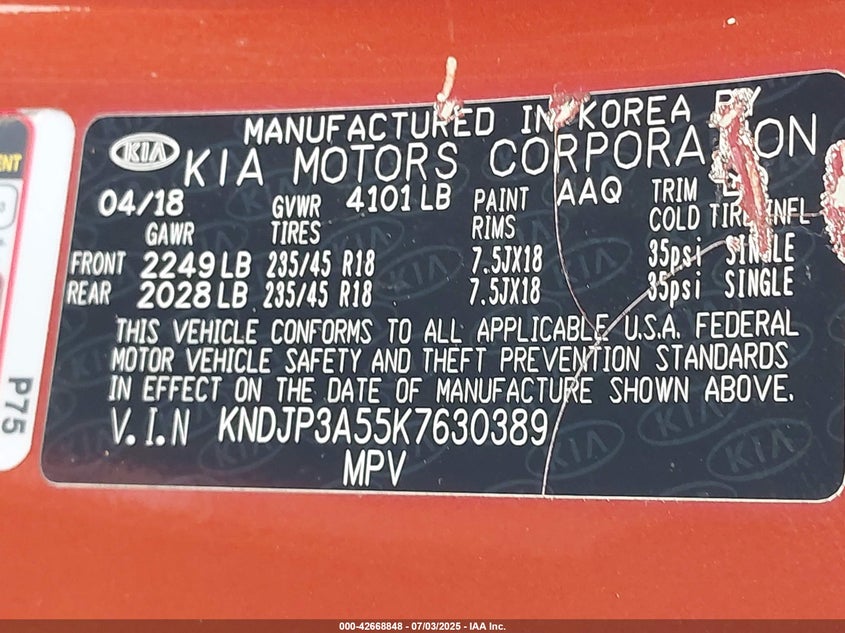 MANUFACTURED IN KOREA BY
KIA KIA MOTORS CORPORATION
04/18 GVWR 4101 LB PAINT AAQ TRIM
GAWR TIRES RIMS COLD TIRE INFL
FRONT 2249 LB 235/45 R18 7.5JX18 35psi SINGLE
REAR 2028 LB 235/45 R18 7.5JX18 35psi SINGLE
THIS VEHICLE CONFORMS TO ALL APPLICABLE U.S.A. FEDERAL
MOTOR VEHICLE SAFETY AND THEFT PREVENTION STANDARDS
IN EFFECT ON THE DATE OF MANUFACTURE SHOWN ABOVE.
V.I.N KNDJP3A55K7630389
MPV
P75
000-42668848 - 07/03/2025 - IAA Inc.